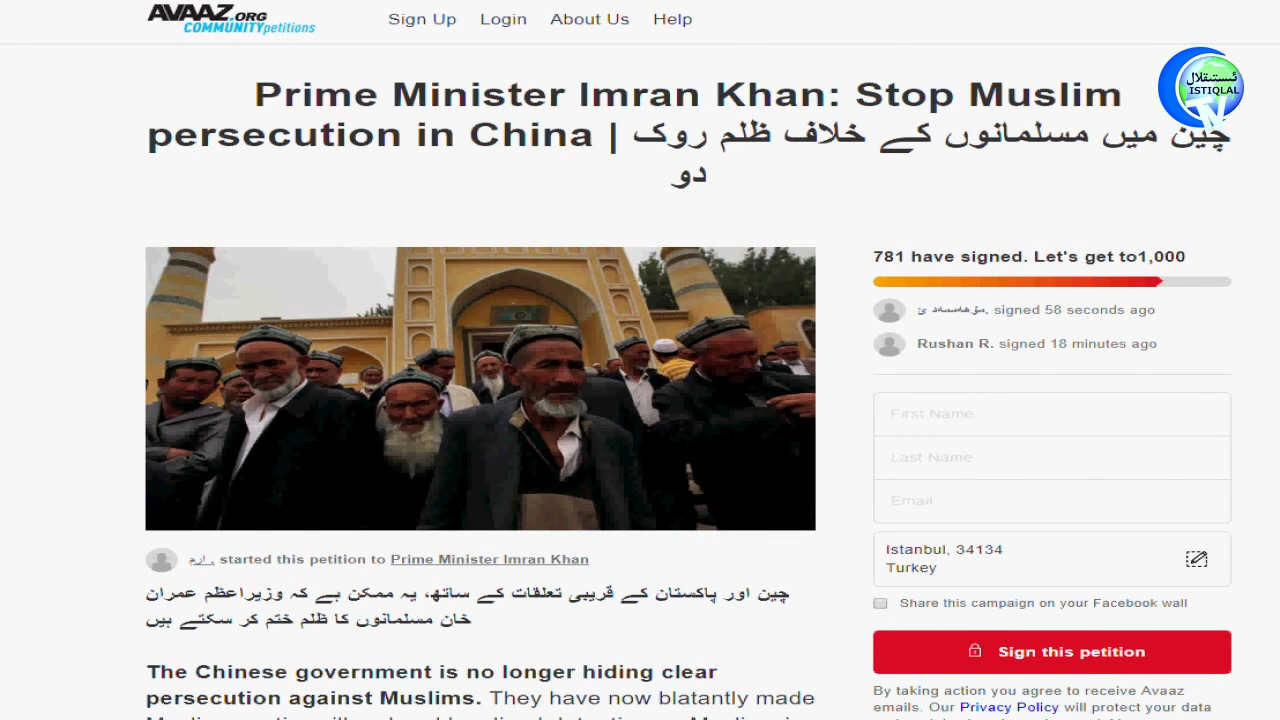 AVAAZ.ORG
COMMUNITYpetitions
Sign Up Login About Us Help
ئىستىقلال
ISTIQLAL
TV
Prime Minister Imran Khan: Stop Muslim
persecution in China | چین میں مسلمانوں کے خلاف ظلم روک
دو
781 have signed. Let's get to1,000
signed 58 seconds ago
Rushan R. signed 18 minutes ago
First Name
Last Name
Email
Istanbul, 34134
Turkey
Share this campaign on your Facebook wall
Sign this petition
By taking action you agree to receive Avaaz
emails. Our Privacy Policy will protect your data
ارم . started this petition to Prime Minister Imran Khan
چین اور پاکستان کے قریبی تعلقات کے ساتھ، یہ ممکن ہے کہ وزیراعظم عمران
خان مسلمانوں کا ظلم ختم کر سکتے ہیں
The Chinese government is no longer hiding clear
persecution against Muslims. They have now blatantly made